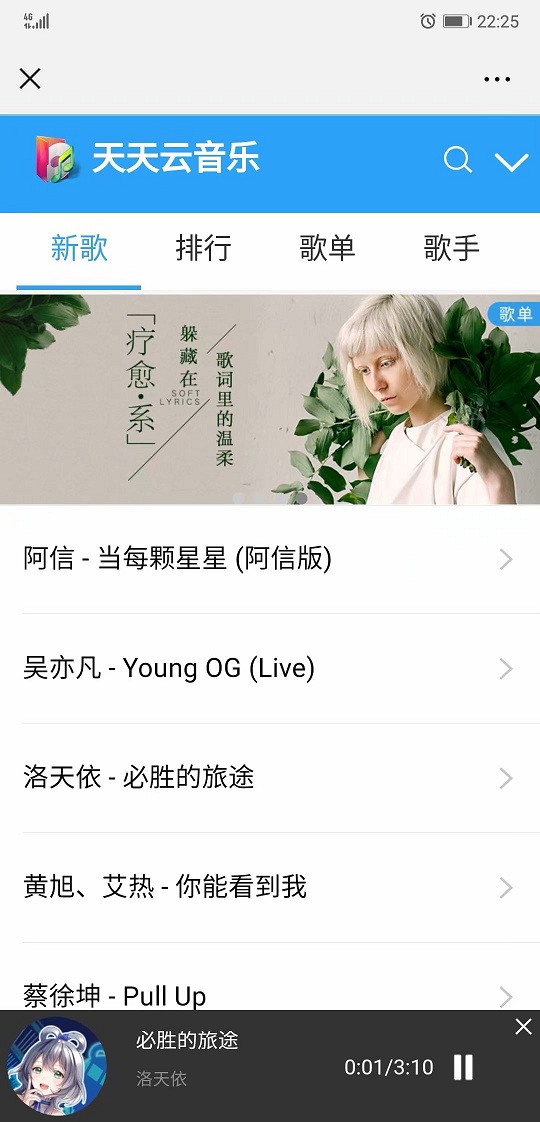 4G
22:25
天天云音乐
新歌 排行 歌单 歌手
歌单
「疗愈·系」
躲藏在
歌词里的温柔
SOFT
LYRICS
阿信 - 当每颗星星 (阿信版)
吴亦凡 - Young OG (Live)
洛天依 - 必胜的旅途
黄旭、艾热 - 你能看到我
蔡徐坤 - Pull Up
必胜的旅途
洛天依
0:01/3:10